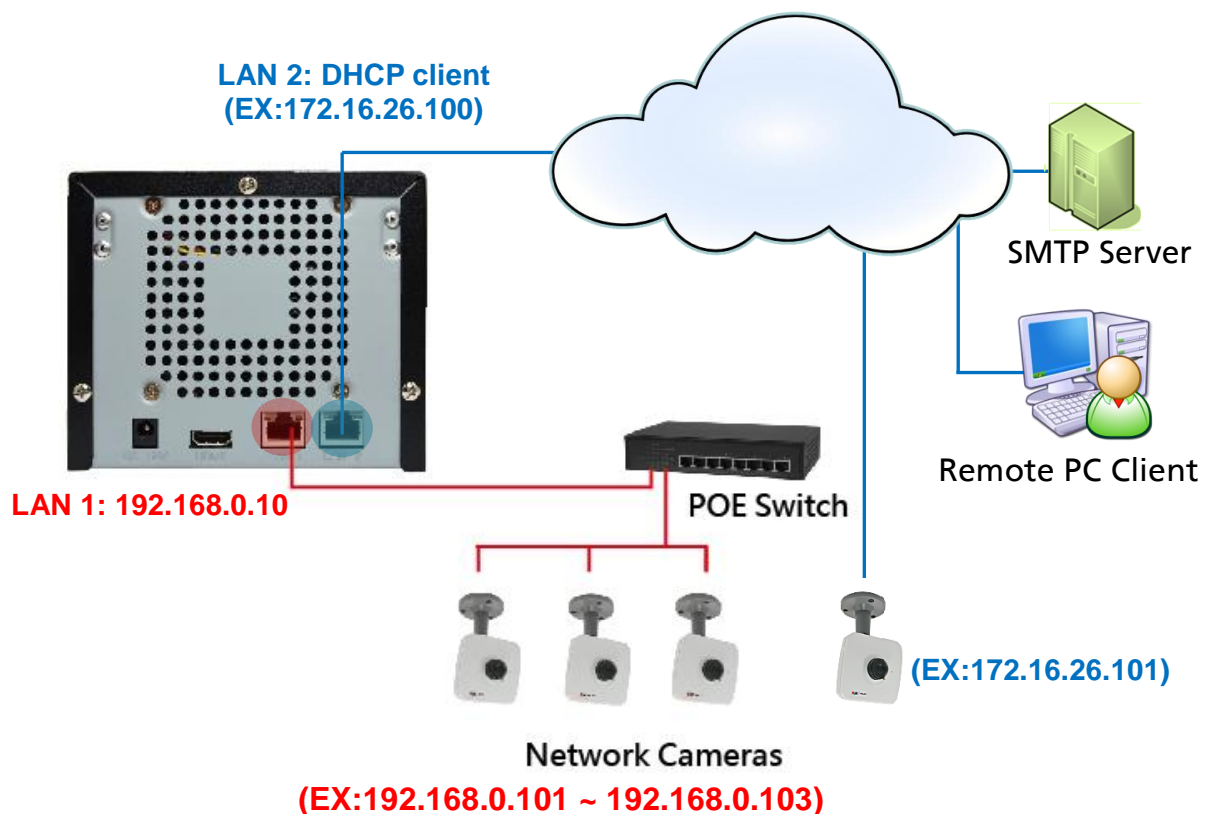 LAN 2: DHCP client
(EX:172.16.26.100)
SMTP Server
Remote PC Client
LAN 1: 192.168.0.10
POE Switch
(EX:172.16.26.101)
Network Cameras
(EX:192.168.0.101 ~ 192.168.0.103)